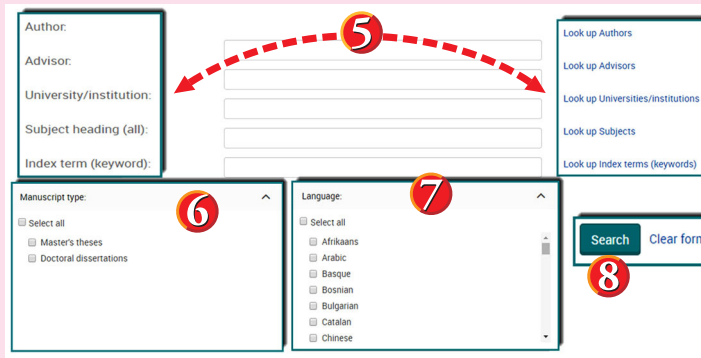 Author:
Advisor:
University/institution:
Subject heading (all):
Index term (keyword):
5
Look up Authors
Look up Advisors
Look up Universities/institutions
Look up Subjects
Look up Index terms (keywords)
Manuscript type:
6
Select all
Master's theses
Doctoral dissertations
Language:
7
Select all
Afrikaans
Arabic
Basque
Bosnian
Bulgarian
Catalan
Chinese
Search Clear form
8